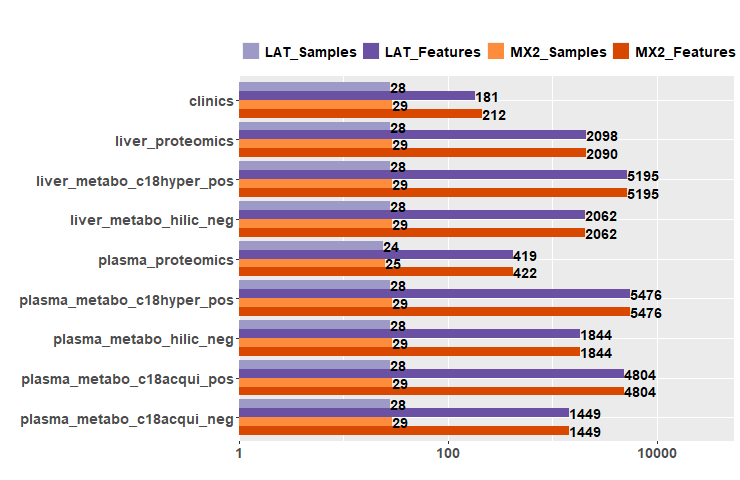 LAT_Samples LAT_Features MX2_Samples MX2_Features
clinics 28 181 29 212
liver_proteomics 28 2098 29 2090
liver_metabo_c18hyper_pos 28 5195 29 5195
liver_metabo_hilic_neg 28 2062 29 2062
plasma_proteomics 24 419 25 422
plasma_metabo_c18hyper_pos 28 5476 29 5476
plasma_metabo_hilic_neg 28 1844 29 1844
plasma_metabo_c18acqui_pos 28 4804 29 4804
plasma_metabo_c18acqui_neg 28 1449 29 1449
1 100 10000